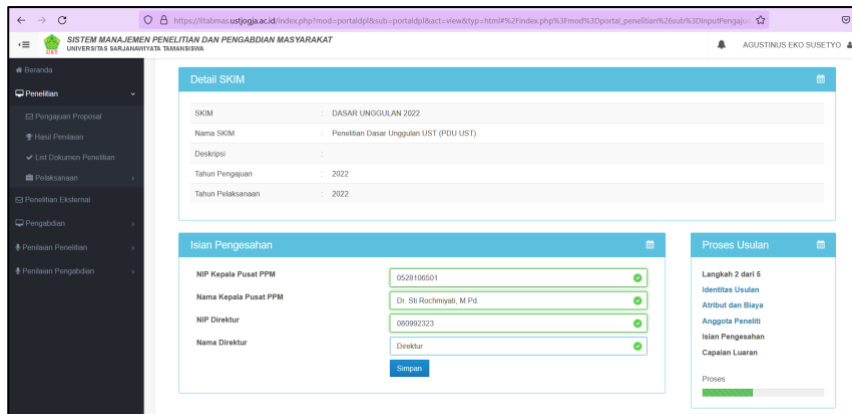 https://litabmas.ustjogja.ac.id/index.php?mod=portaldpl&sub=portaldpl&act=view&typ=html#%2Findex.php%3Fmod%3Dportal_penelitian%26sub%3DInputPengaju
SISTEM MANAJEMEN PENELITIAN DAN PENGABDIAN MASYARAKAT
UNIVERSITAS SARJANAWIYATA TAMANSISWA
UST
AGUSTINUS EKO SUSETYO
Beranda
Penelitian
Pengajuan Proposal
Hasil Penilaian
List Dokumen Penelitian
Pelaksanaan
Penelitian Eksternal
Pengabdian
Penilaian Penelitian
Penilaian Pengabdian
Detail SKIM
SKIM : DASAR UNGGULAN 2022
Nama SKIM : Penelitian Dasar Unggulan UST (PDU UST)
Deskripsi :
Tahun Pengajuan : 2022
Tahun Pelaksanaan : 2022
Isian Pengesahan
NIP Kepala Pusat PPM 0528106501
Nama Kepala Pusat PPM Dr. Sti Rochmiyati, M.Pd.
NIP Direktur 080992323
Nama Direktur Direktur
Simpan
Proses Usulan
Langkah 2 dari 5
Identitas Usulan
Atribut dan Biaya
Anggota Peneliti
Isian Pengesahan
Capaian Luaran
Proses